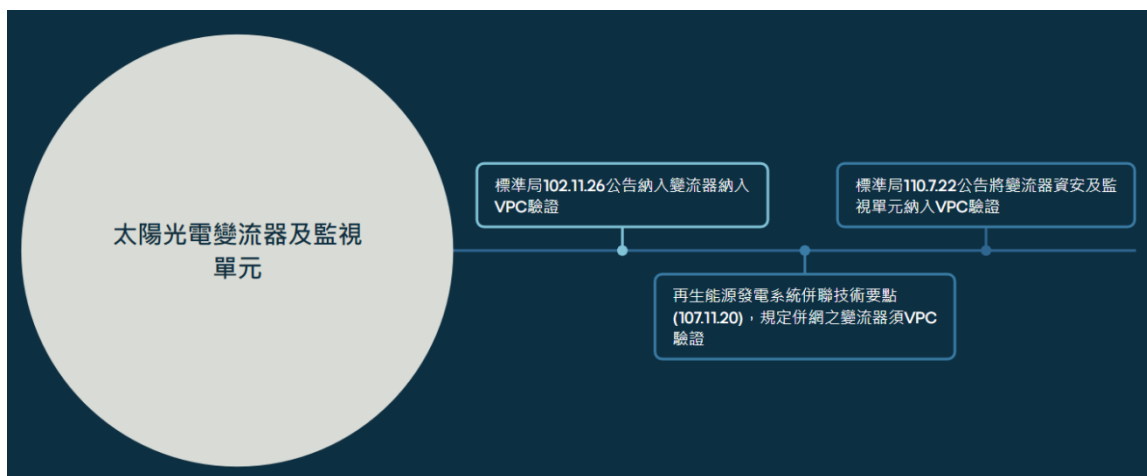 太陽光電變流器及監視
單元
標準局102.11.26公告納入變流器納入
VPC驗證
再生能源發電系統併聯技術要點
(107.11.20)，規定併網之變流器須VPC
驗證
標準局110.7.22公告將變流器資安及監
視單元納入VPC驗證